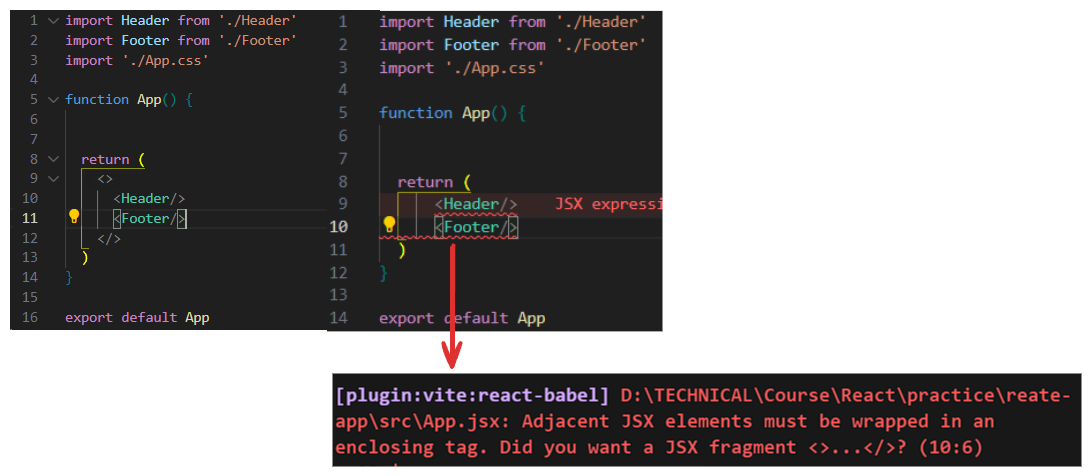 1 import Header from './Header'
2 import Footer from './Footer'
3 import './App.css'
4
5 function App() {
6
7
8 return (
9 <>
10 <Header/>
11 <Footer/>
12 </>
13 )
14 }
15
16 export default App
1 import Header from './Header'
2 import Footer from './Footer'
3 import './App.css'
4
5 function App() {
6
7
8 return (
9 <Header/> JSX expressi
10 <Footer/>
11 )
12 }
13
14 export default App
[plugin:vite:react-babel] D:\TECHNICAL\Course\React\practice\reate-
app\src\App.jsx: Adjacent JSX elements must be wrapped in an
enclosing tag. Did you want a JSX fragment <>...</>? (10:6)